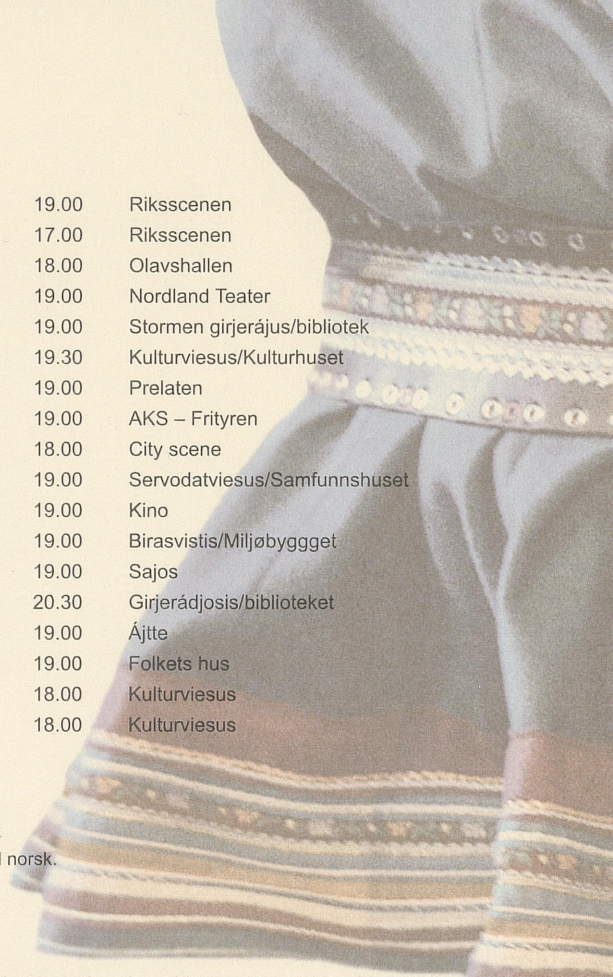 19.00 Riksscenen
17.00 Riksscenen
18.00 Olavshallen
19.00 Nordland Teater
19.00 Stormen girjerájus/bibliotek
19.30 Kulturviesus/Kulturhuset
19.00 Prelaten
19.00 AKS – Frityren
18.00 City scene
19.00 Servodatviesus/Samfunnshuset
19.00 Kino
19.00 Birasvistis/Miljøbyggget
19.00 Sajos
20.30 Girjerádjosis/biblioteket
19.00 Ájtte
19.00 Folkets hus
18.00 Kulturviesus
18.00 Kulturviesus
norsk.